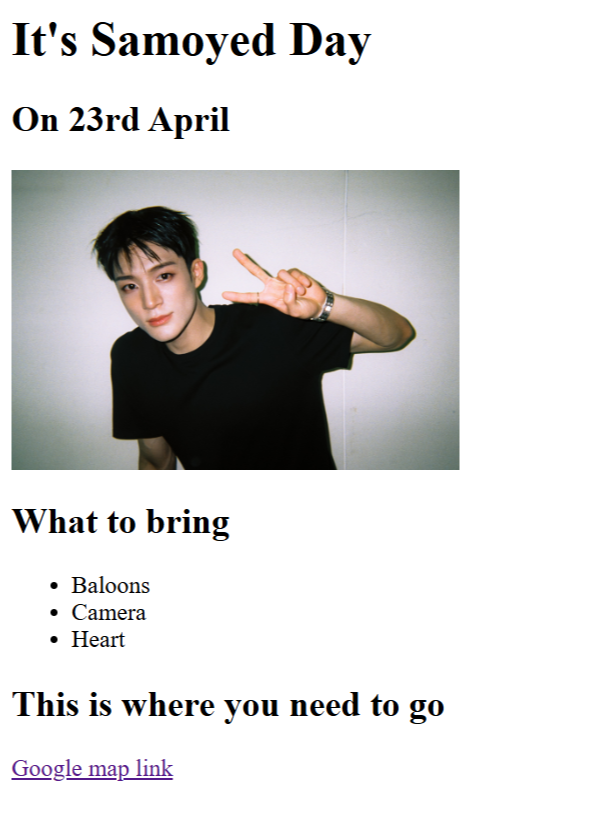 It's Samoyed Day
On 23rd April
What to bring
Baloons
Camera
Heart
This is where you need to go
Google map link